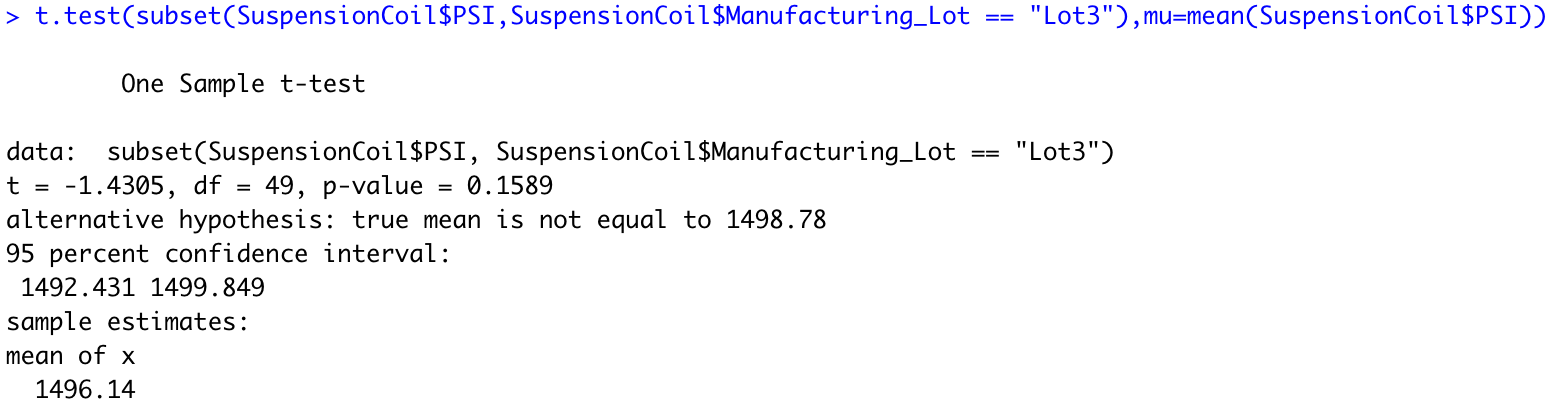 > t.test(subset(SuspensionCoil$PSI,SuspensionCoil$Manufacturing_Lot == "Lot3"),mu=mean(SuspensionCoil$PSI))
One Sample t-test
data:  subset(SuspensionCoil$PSI, SuspensionCoil$Manufacturing_Lot == "Lot3")
t = -1.4305, df = 49, p-value = 0.1589
alternative hypothesis: true mean is not equal to 1498.78
95 percent confidence interval:
 1492.431 1499.849
sample estimates:
mean of x
  1496.14